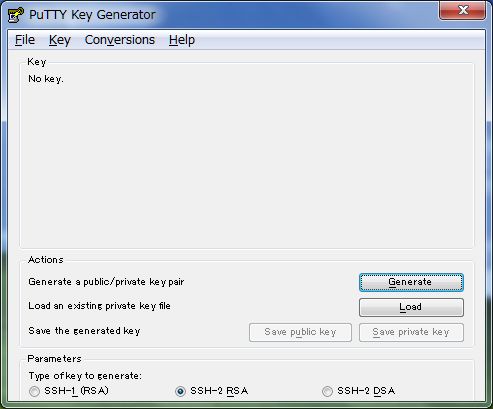 PuTTY Key Generator
File Key Conversions Help
Key
No key.
Actions
Generate a public/private key pair Generate
Load an existing private key file Load
Save the generated key Save public key Save private key
Parameters
Type of key to generate:
SSH-1 (RSA) SSH-2 RSA SSH-2 DSA